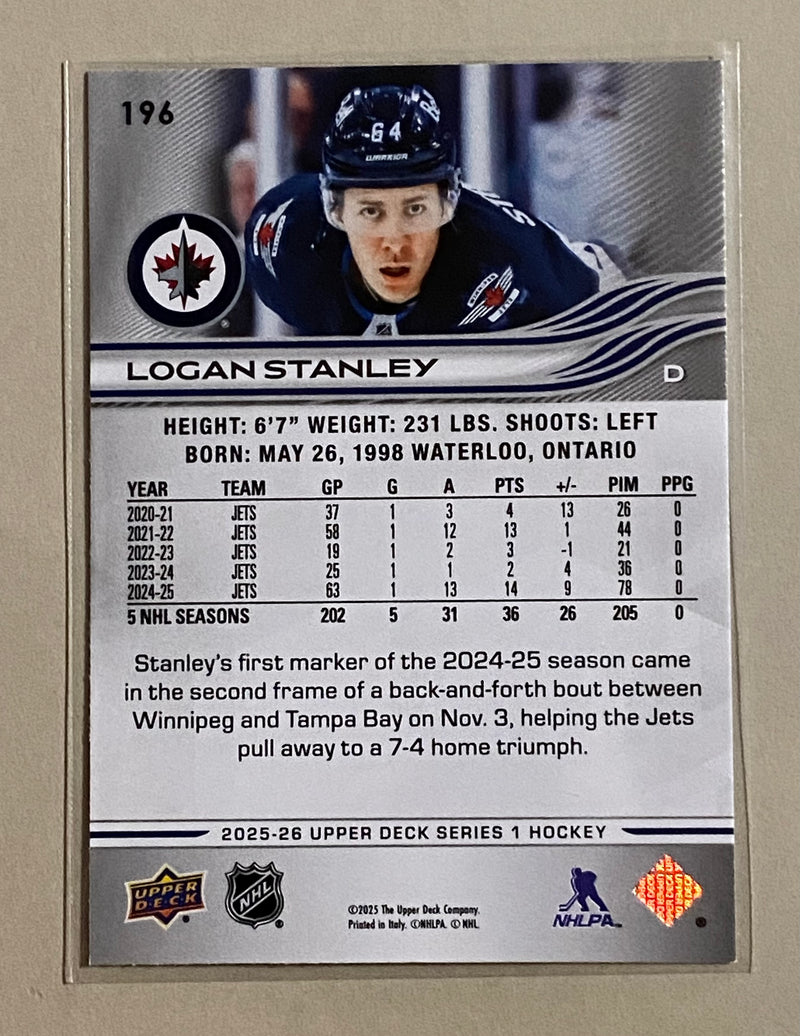 196
64
WARRIOR
LOGAN STANLEY
D
HEIGHT: 6'7" WEIGHT: 231 LBS. SHOOTS: LEFT
BORN: MAY 26, 1998 WATERLOO, ONTARIO
YEAR TEAM GP G A PTS +/- PIM PPG
2020-21 JETS 37 1 3 4 13 26 0
2021-22 JETS 58 1 12 13 1 44 0
2022-23 JETS 19 1 2 3 -1 21 0
2023-24 JETS 25 1 1 2 4 36 0
2024-25 JETS 63 1 13 14 9 78 0
5 NHL SEASONS 202 5 31 36 26 205 0
Stanley's first marker of the 2024-25 season came
in the second frame of a back-and-forth bout between
Winnipeg and Tampa Bay on Nov. 3, helping the Jets
pull away to a 7-4 home triumph.
2025-26 UPPER DECK SERIES 1 HOCKEY
UPPER
DECK
®
NHL
®
©2025 The Upper Deck Company.
Printed in Italy. ©NHLPA. © NHL.
NHLPA™